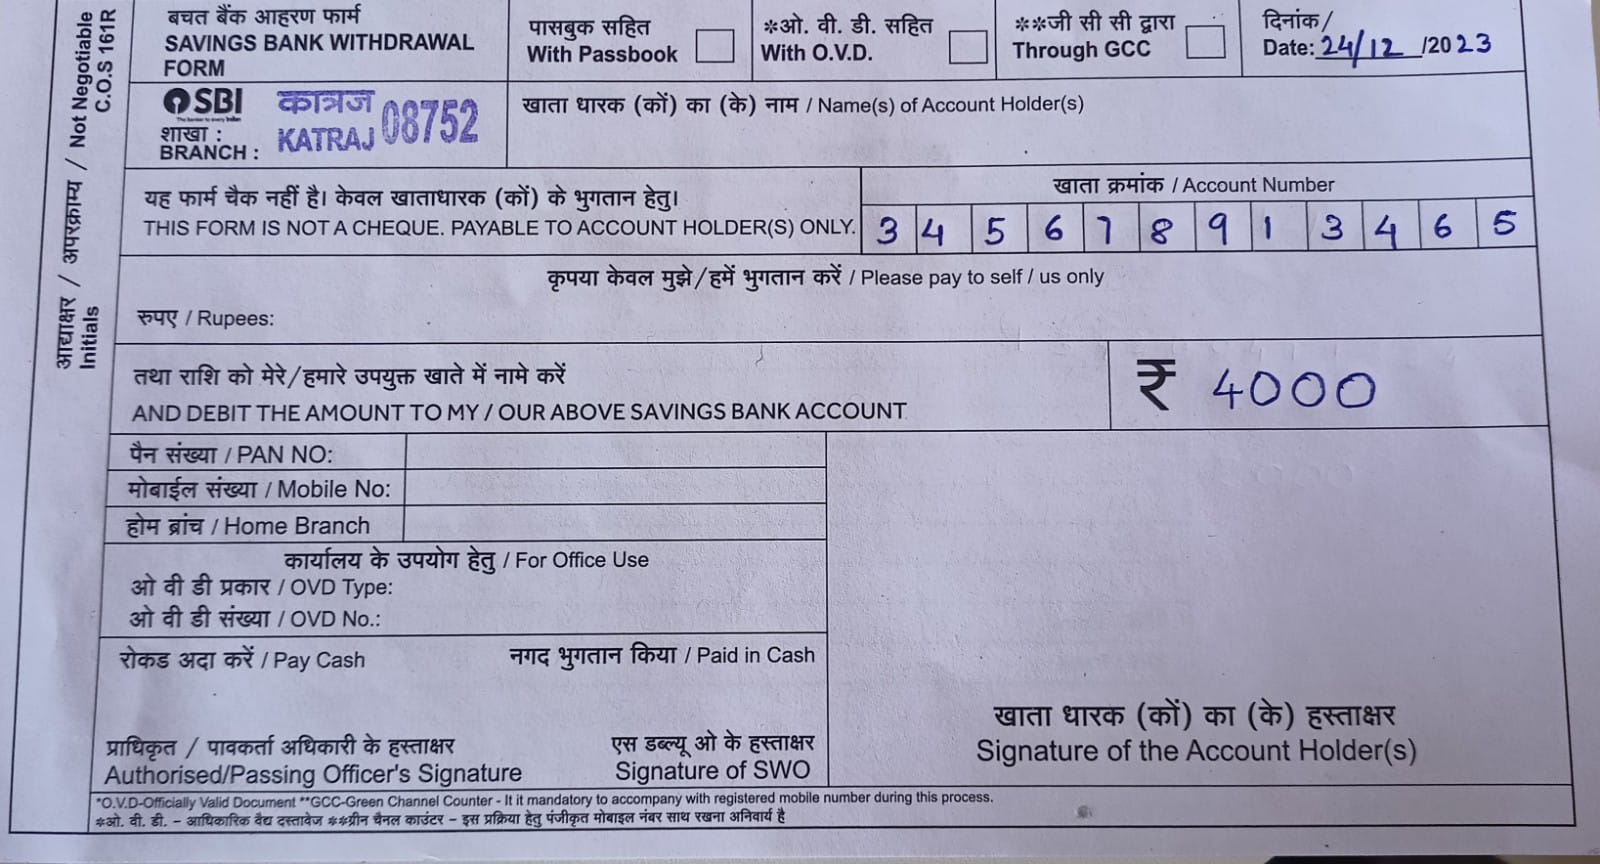 आद्याक्षर / अपरक्राम्य / Not Negotiable
Initials C.O.S 161R
बचत बैंक आहरण फार्म
SAVINGS BANK WITHDRAWAL
FORM
पासबुक सहित
With Passbook
*ओ. वी. डी. सहित
With O.V.D.
**जी सी सी द्वारा
Through GCC
दिनांक/
Date: 24/12/2023
SBI
The banker to every Indian
शाखा :
BRANCH :
कात्रज
KATRAJ 08752
खाता धारक (कों) का (के) नाम / Name(s) of Account Holder(s)
यह फार्म चैक नहीं है। केवल खाताधारक (कों) के भुगतान हेतु।
THIS FORM IS NOT A CHEQUE. PAYABLE TO ACCOUNT HOLDER(S) ONLY.
खाता क्रमांक / Account Number
3 4 5 6 7 8 9 1 3 4 6 5
कृपया केवल मुझे/हमें भुगतान करें / Please pay to self / us only
रुपए / Rupees:
तथा राशि को मेरे/हमारे उपयुक्त खाते में नामे करें
AND DEBIT THE AMOUNT TO MY / OUR ABOVE SAVINGS BANK ACCOUNT
₹ 4000
पैन संख्या / PAN NO:
मोबाईल संख्या / Mobile No:
होम ब्रांच / Home Branch
कार्यालय के उपयोग हेतु / For Office Use
ओ वी डी प्रकार / OVD Type:
ओ वी डी संख्या / OVD No.:
रोकड अदा करें / Pay Cash नगद भुगतान किया / Paid in Cash
प्राधिकृत / पावकर्ता अधिकारी के हस्ताक्षर
Authorised/Passing Officer's Signature
एस डब्ल्यू ओ के हस्ताक्षर
Signature of SWO
खाता धारक (कों) का (के) हस्ताक्षर
Signature of the Account Holder(s)
*O.V.D-Officially Valid Document **GCC-Green Channel Counter - It it mandatory to accompany with registered mobile number during this process.
*ओ. वी. डी. – आधिकारिक वैद्य दस्तावेज **ग्रीन चैनल काउंटर – इस प्रक्रिया हेतु पंजीकृत मोबाइल नंबर साथ रखना अनिवार्य है